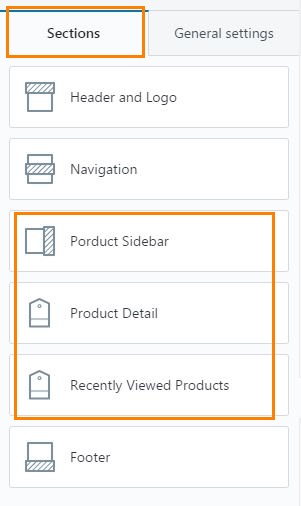 Sections General settings
Header and Logo
Navigation
Porduct Sidebar
Product Detail
Recently Viewed Products
Footer